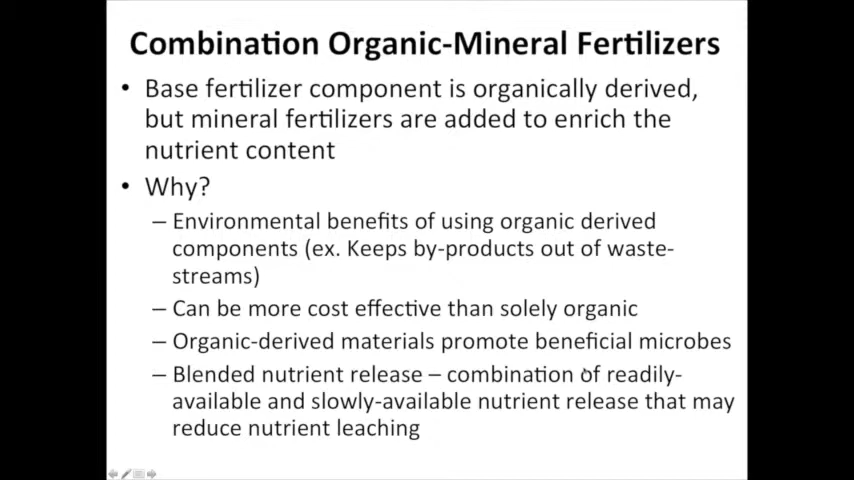 Combination Organic-Mineral Fertilizers
• Base fertilizer component is organically derived,
but mineral fertilizers are added to enrich the
nutrient content
• Why?
– Environmental benefits of using organic derived
components (ex. Keeps by-products out of waste-
streams)
– Can be more cost effective than solely organic
– Organic-derived materials promote beneficial microbes
– Blended nutrient release – combination of readily-
available and slowly-available nutrient release that may
reduce nutrient leaching